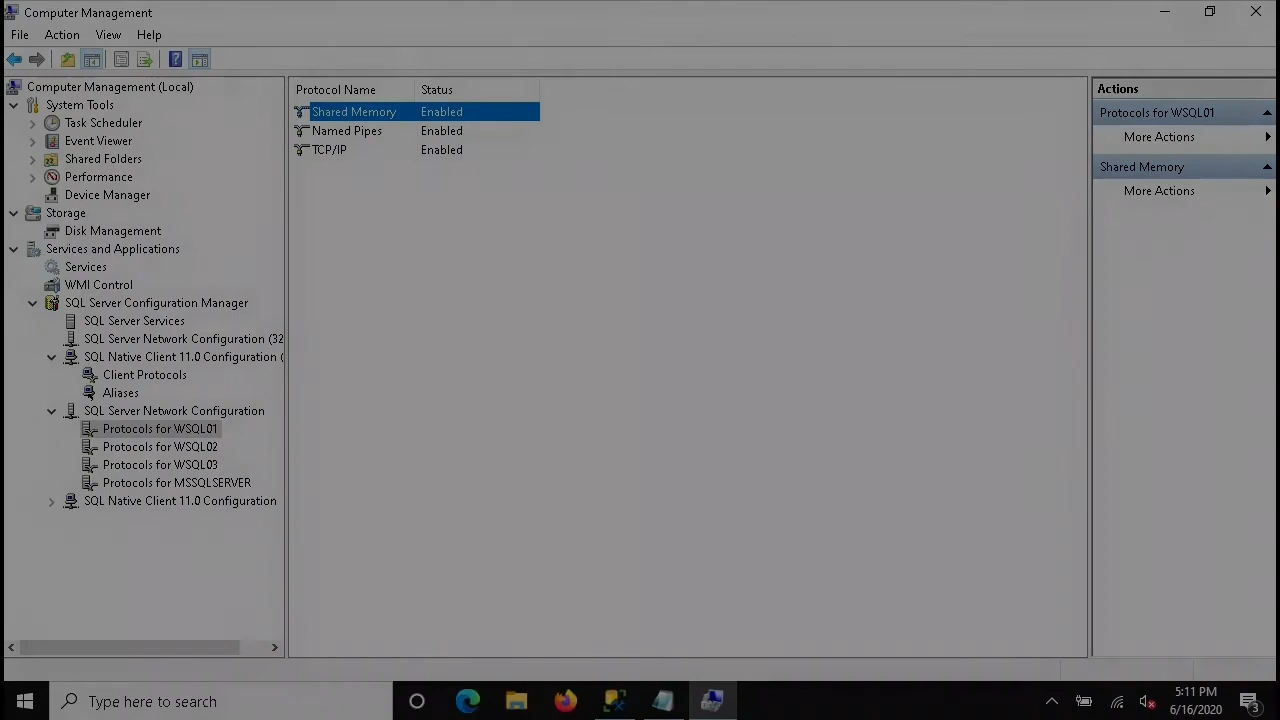 Computer Management
File Action View Help
Computer Management (Local)
System Tools
Task Scheduler
Event Viewer
Shared Folders
Performance
Device Manager
Storage
Disk Management
Services and Applications
Services
WMI Control
SQL Server Configuration Manager
SQL Server Services
SQL Server Network Configuration (32
SQL Native Client 11.0 Configuration (
Client Protocols
Aliases
SQL Server Network Configuration
Protocols for WSQL01
Protocols for WSQL02
Protocols for WSQL03
Protocols for MSSQLSERVER
SQL Native Client 11.0 Configuration
Protocol Name Status
Shared Memory Enabled
Named Pipes Enabled
TCP/IP Enabled
Actions
Protocols for WSQL01
More Actions
Shared Memory
More Actions
Type here to search
5:11 PM
6/16/2020
3